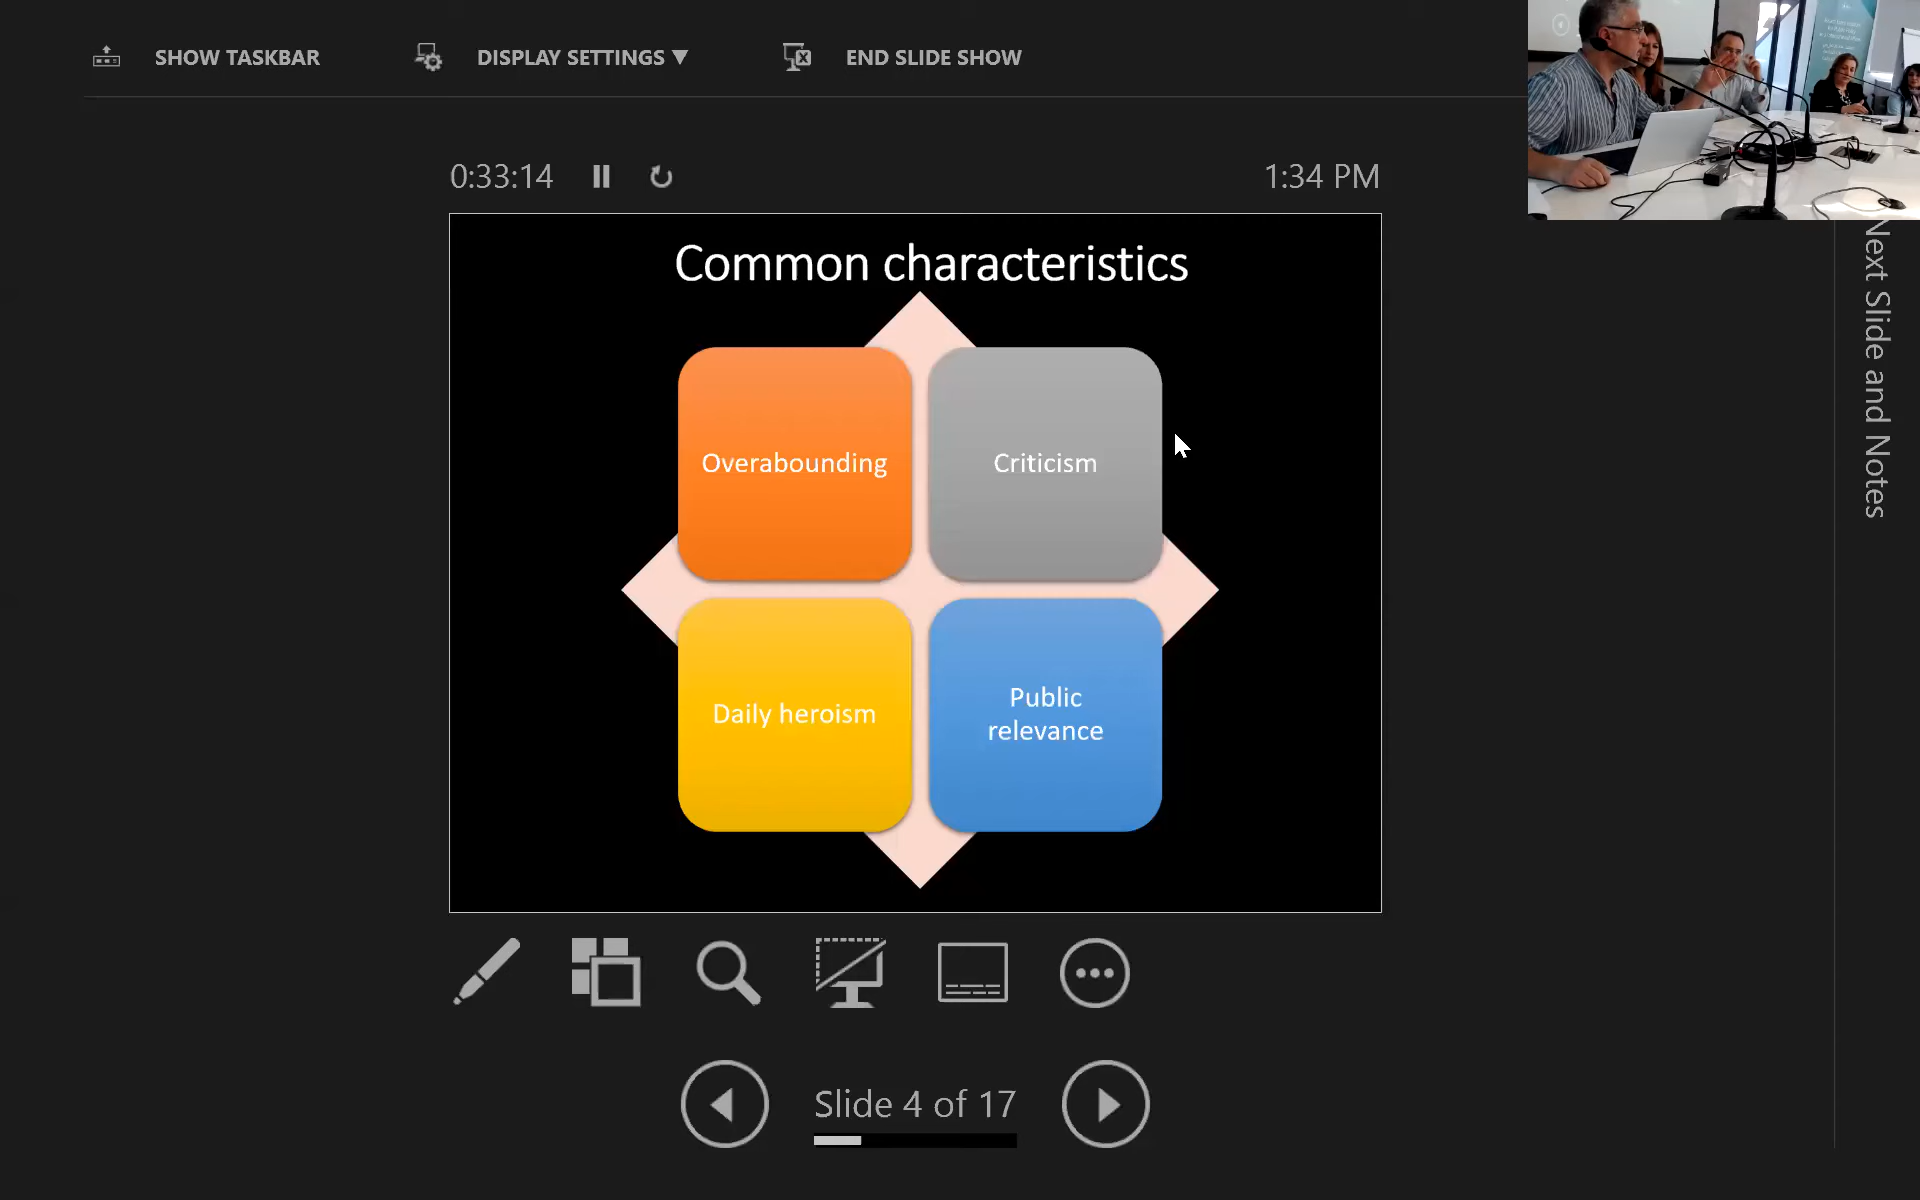 SHOW TASKBAR
DISPLAY SETTINGS ▼
END SLIDE SHOW
0:33:14
1:34 PM
Common characteristics
Overabounding
Criticism
Daily heroism
Public
relevance
Next Slide and Notes
Slide 4 of 17